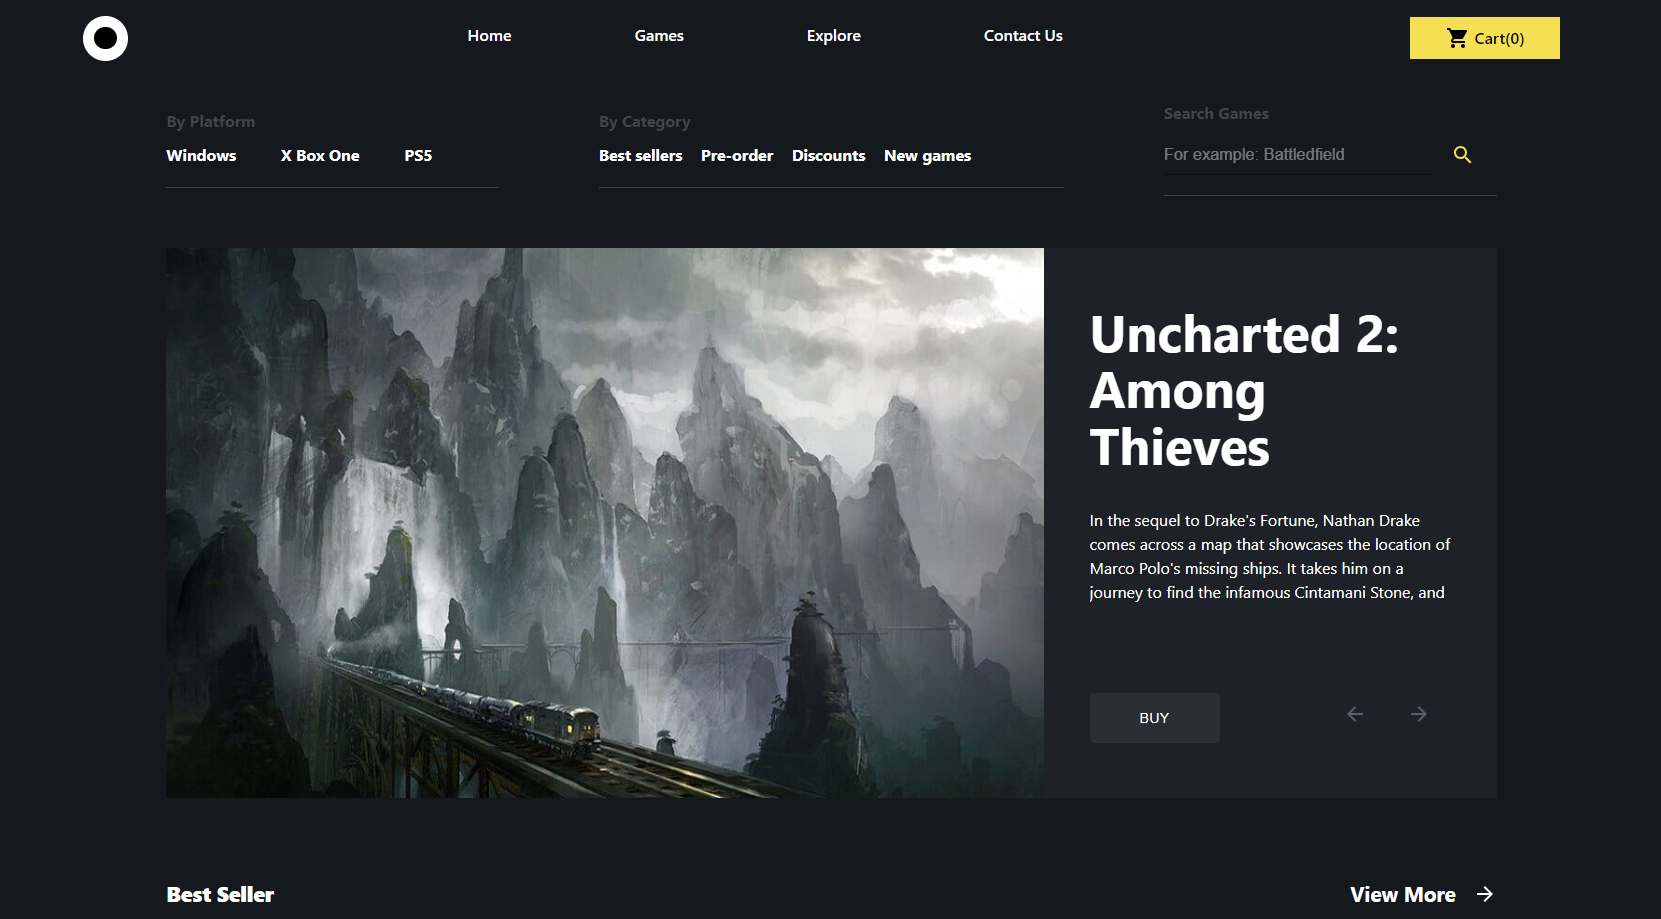 Home
Games
Explore
Contact Us
Cart(0)
By Platform
Windows
X Box One
PS5
By Category
Best sellers
Pre-order
Discounts
New games
Search Games
For example: Battledfield
Uncharted 2:
Among
Thieves
In the sequel to Drake's Fortune, Nathan Drake
comes across a map that showcases the location of
Marco Polo's missing ships. It takes him on a
journey to find the infamous Cintamani Stone, and
BUY
Best Seller
View More